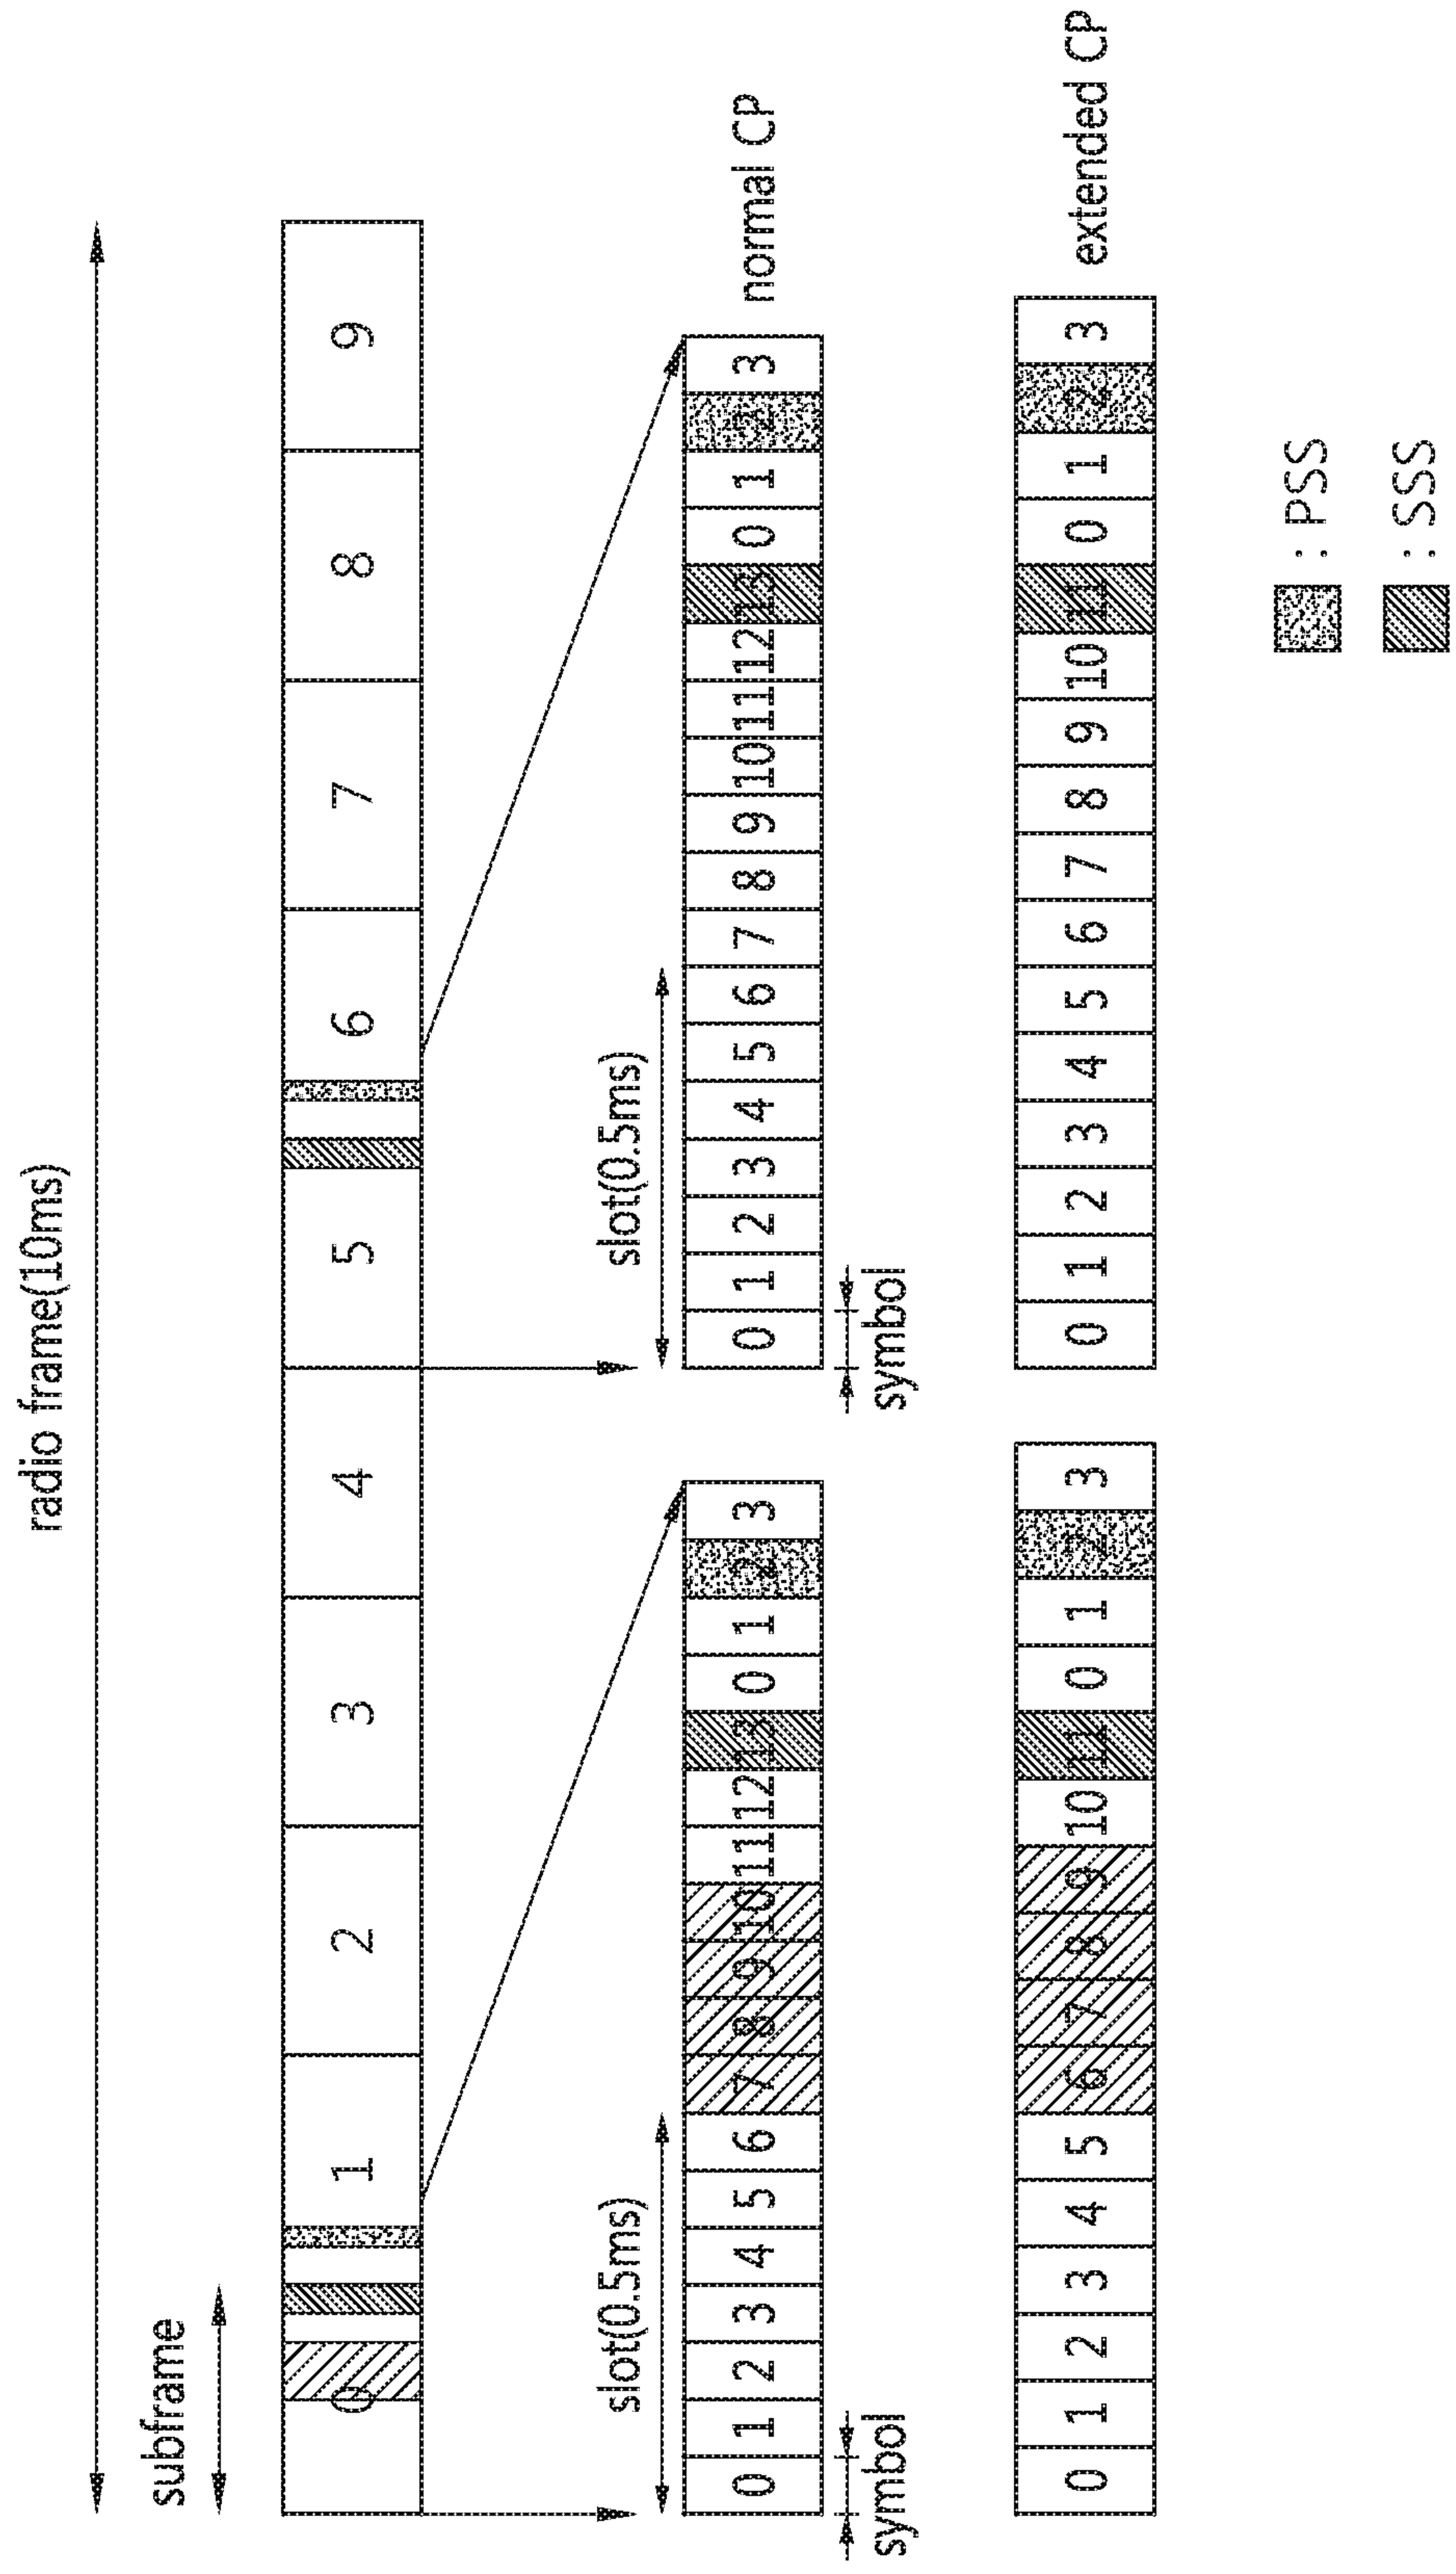 radio frame(10ms)
subframe
0 1 2 3 4 5 6 7 8 9
slot(0.5ms) slot(0.5ms)
0 1 2 3 4 5 6 7 8 9 10 11 12 13 0 1 2 3 0 1 2 3 4 5 6 7 8 9 10 11 12 13 0 1 2 3 normal CP
symbol symbol
0 1 2 3 4 5 6 7 8 9 10 11 0 1 2 3 0 1 2 3 4 5 6 7 8 9 10 11 0 1 2 3 extended CP
: PSS
: SSS